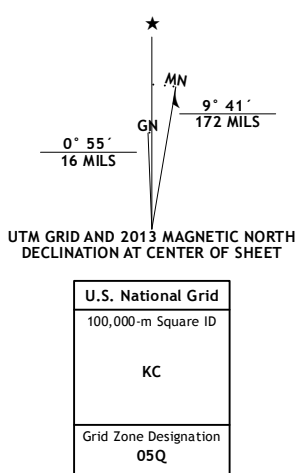 ★
MN
9° 41´
172 MILS
GN
0° 55´
16 MILS
UTM GRID AND 2013 MAGNETIC NORTH
DECLINATION AT CENTER OF SHEET
U.S. National Grid
100,000-m Square ID
KC
Grid Zone Designation
05Q